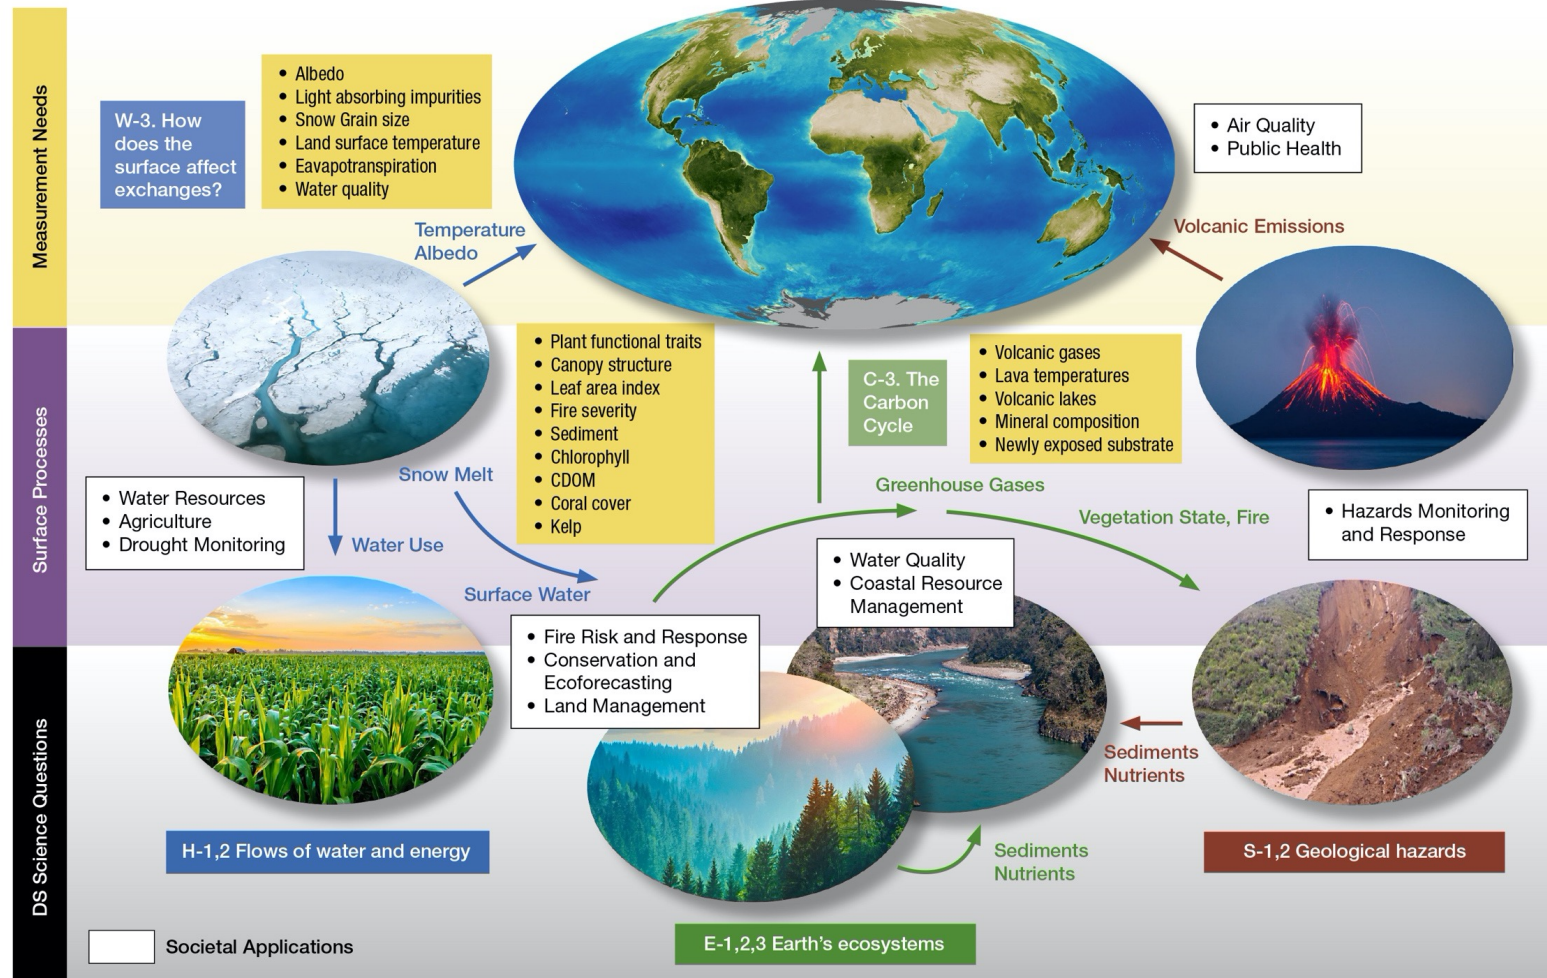 Measurement Needs
W-3. How
does the
surface affect
exchanges?
• Albedo
• Light absorbing impurities
• Snow Grain size
• Land surface temperature
• Eavapotranspiration
• Water quality
• Air Quality
• Public Health
Temperature
Albedo
Volcanic Emissions
Surface Processes
• Plant functional traits
• Canopy structure
• Leaf area index
• Fire severity
• Sediment
• Chlorophyll
• CDOM
• Coral cover
• Kelp
C-3. The
Carbon
Cycle
• Volcanic gases
• Lava temperatures
• Volcanic lakes
• Mineral composition
• Newly exposed substrate
Snow Melt
• Water Resources
• Agriculture
• Drought Monitoring
Water Use
Surface Water
Greenhouse Gases
Vegetation State, Fire
• Hazards Monitoring
and Response
• Water Quality
• Coastal Resource
Management
• Fire Risk and Response
• Conservation and
Ecoforecasting
• Land Management
DS Science Questions
Sediments
Nutrients
H-1,2 Flows of water and energy
Sediments
Nutrients
S-1,2 Geological hazards
E-1,2,3 Earth's ecosystems
Societal Applications